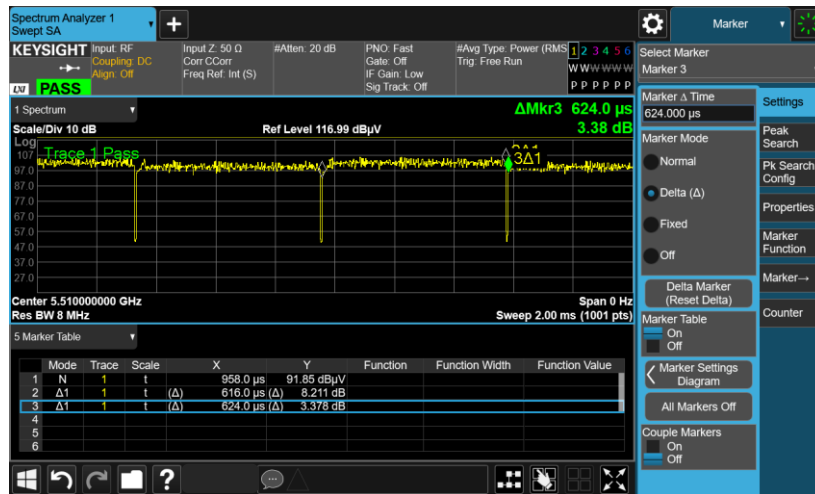 Spectrum Analyzer 1
Swept SA
Marker
KEYSIGHT
Input: RF
Coupling: DC
Align: Off
Input Z: 50 Ω
Corr CCorr
Freq Ref: Int (S)
#Atten: 20 dB
PNO: Fast
Gate: Off
IF Gain: Low
Sig Track: Off
#Avg Type: Power (RMS
Trig: Free Run
1 2 3 4 5 6
W W W W W W
P P P P P P
LXI PASS
Select Marker
Marker 3
1 Spectrum
ΔMkr3 624.0 µs
3.38 dB
Scale/Div 10 dB
Ref Level 116.99 dBµV
Log
Trace 1 Pass
3Δ1
107
97.0
87.0
77.0
67.0
57.0
47.0
37.0
27.0
Center 5.510000000 GHz
Span 0 Hz
Res BW 8 MHz
Sweep 2.00 ms (1001 pts)
Marker Δ Time
624.000 µs
Marker Mode
Normal
Delta (Δ)
Fixed
Off
Delta Marker
(Reset Delta)
Marker Table
On
Off
Marker Settings
Diagram
All Markers Off
Couple Markers
On
Off
Settings
Peak
Search
Pk Search
Config
Properties
Marker
Function
Marker→
Counter
5 Marker Table
Mode Trace Scale X Y Function Function Width Function Value
1 N 1 t 958.0 µs 91.85 dBµV
2 Δ1 1 t (Δ) 616.0 µs (Δ) 8.211 dB
3 Δ1 1 t (Δ) 624.0 µs (Δ) 3.378 dB
4
5
6
?